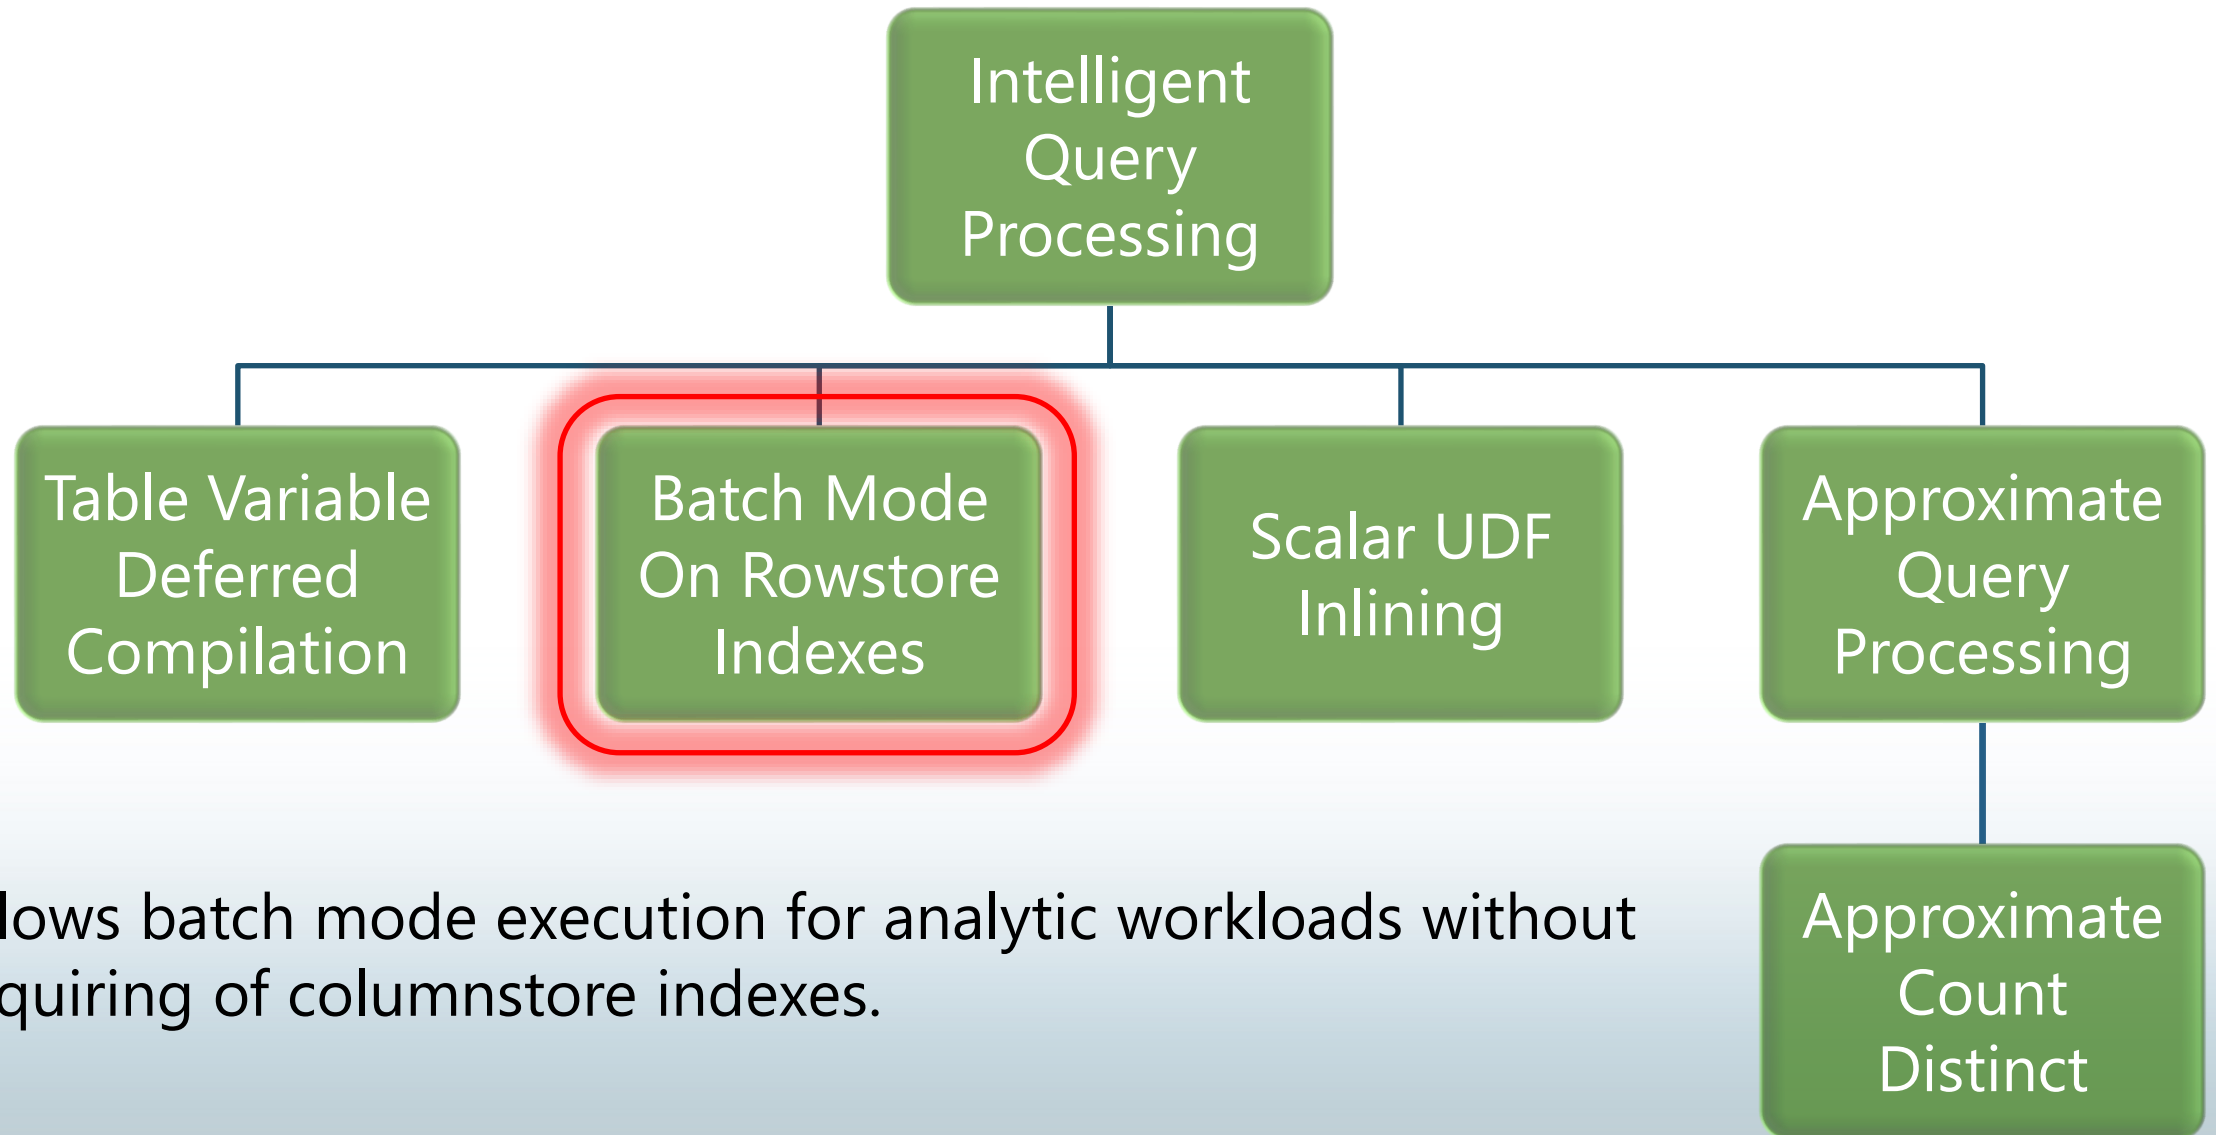 Intelligent
Query
Processing
Table Variable
Deferred
Compilation
Batch Mode
On Rowstore
Indexes
Scalar UDF
Inlining
Approximate
Query
Processing
Approximate
Count
Distinct
lows batch mode execution for analytic workloads without
quiring of columnstore indexes.